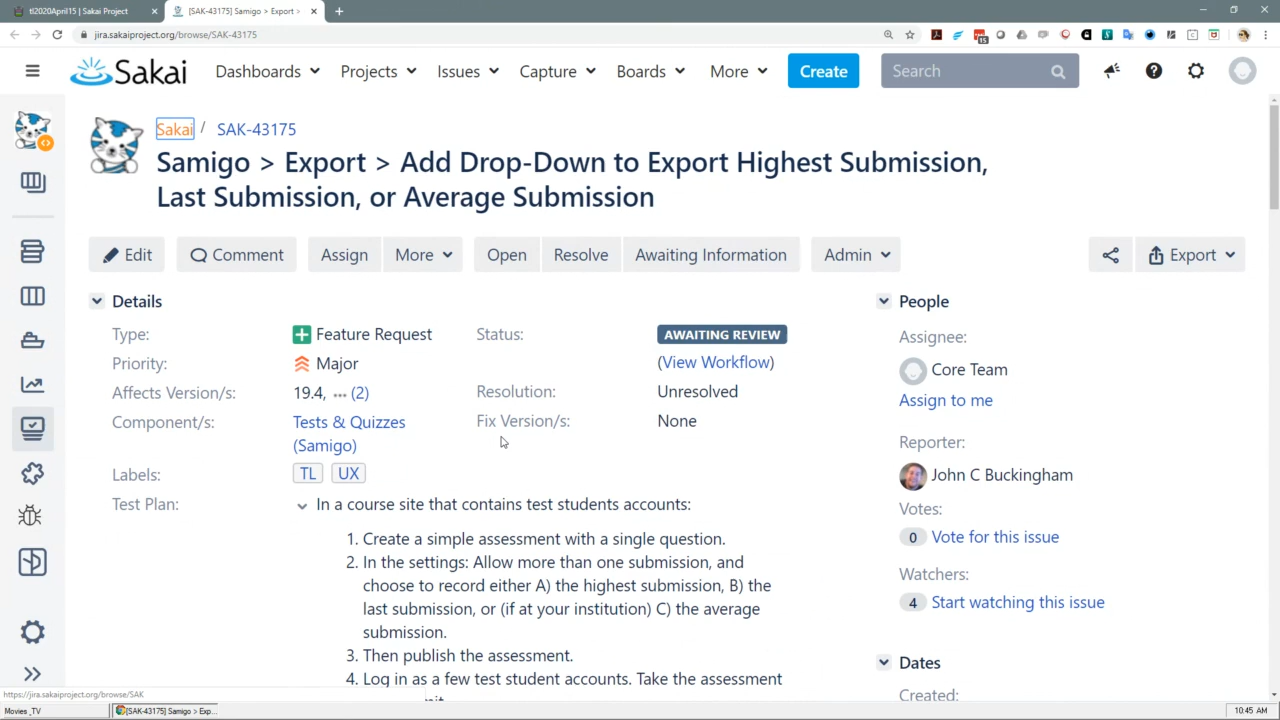 tl2020April15 | Sakai Project
[SAK-43175] Samigo > Export >
jira.sakaiproject.org/browse/SAK-43175
15
Sakai
Dashboards
Projects
Issues
Capture
Boards
More
Create
Search
Sakai / SAK-43175
Samigo > Export > Add Drop-Down to Export Highest Submission,
Last Submission, or Average Submission
Edit
Comment
Assign
More
Open
Resolve
Awaiting Information
Admin
Export
Details
Type: Feature Request
Status: AWAITING REVIEW
(View Workflow)
Priority: Major
Affects Version/s: 19.4, ... (2)
Resolution: Unresolved
Component/s: Tests & Quizzes
(Samigo)
Fix Version/s: None
Labels: TL UX
Test Plan: In a course site that contains test students accounts:
1. Create a simple assessment with a single question.
2. In the settings: Allow more than one submission, and
choose to record either A) the highest submission, B) the
last submission, or (if at your institution) C) the average
submission.
3. Then publish the assessment.
4. Log in as a few test student accounts. Take the assessment
People
Assignee:
Core Team
Assign to me
Reporter:
John C Buckingham
Votes:
0 Vote for this issue
Watchers:
4 Start watching this issue
Dates
Created:
https://jira.sakaiproject.org/browse/SAK
Movies _TV
[SAK-43175] Samigo > Exp...
10:45 AM